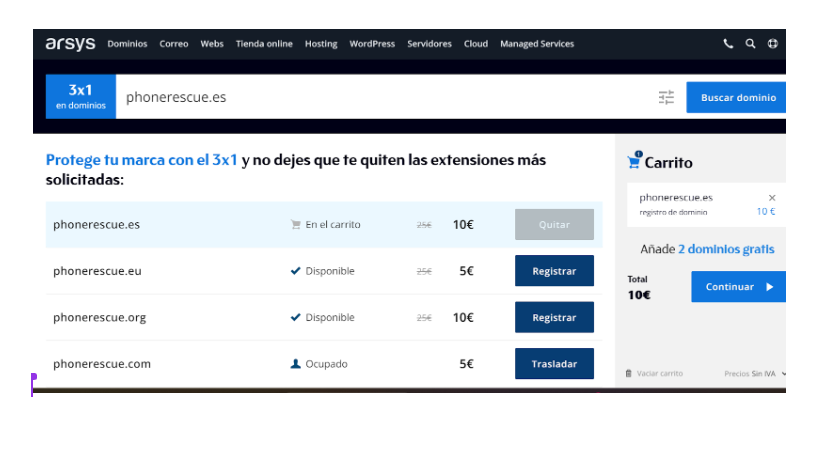 arsys Dominios Correo Webs Tienda online Hosting WordPress Servidores Cloud Managed Services
3x1
en dominios
phonerescue.es
Buscar dominio
Protege tu marca con el 3x1 y no dejes que te quiten las extensiones más
solicitadas:
phonerescue.es En el carrito 25€ 10€ Quitar
phonerescue.eu Disponible 25€ 5€ Registrar
phonerescue.org Disponible 25€ 10€ Registrar
phonerescue.com Ocupado 5€ Trasladar
1
Carrito
phonerescue.es ×
registro de dominio 10 €
Añade 2 dominios gratis
Total
10€
Continuar
Vaciar carrito Precios Sin IVA